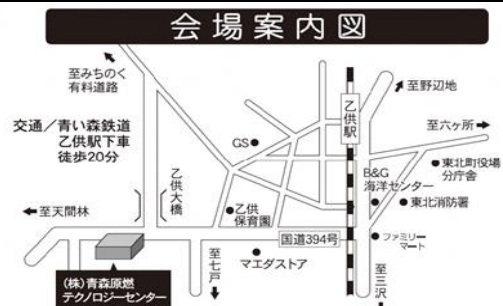 会場案内図
至みちのく
有料道路
至野辺地
乙供駅
至六ヶ所
交通／青い森鉄道
乙供駅下車
徒歩20分
GS
東北町役場
分庁舎
B&G
海洋センター
乙供大橋
乙供
保育園
東北消防署
至天間林
国道394号
ファミリー
マート
至七戸
マエダストア
至三沢
(株)青森原燃
テクノロジーセンター